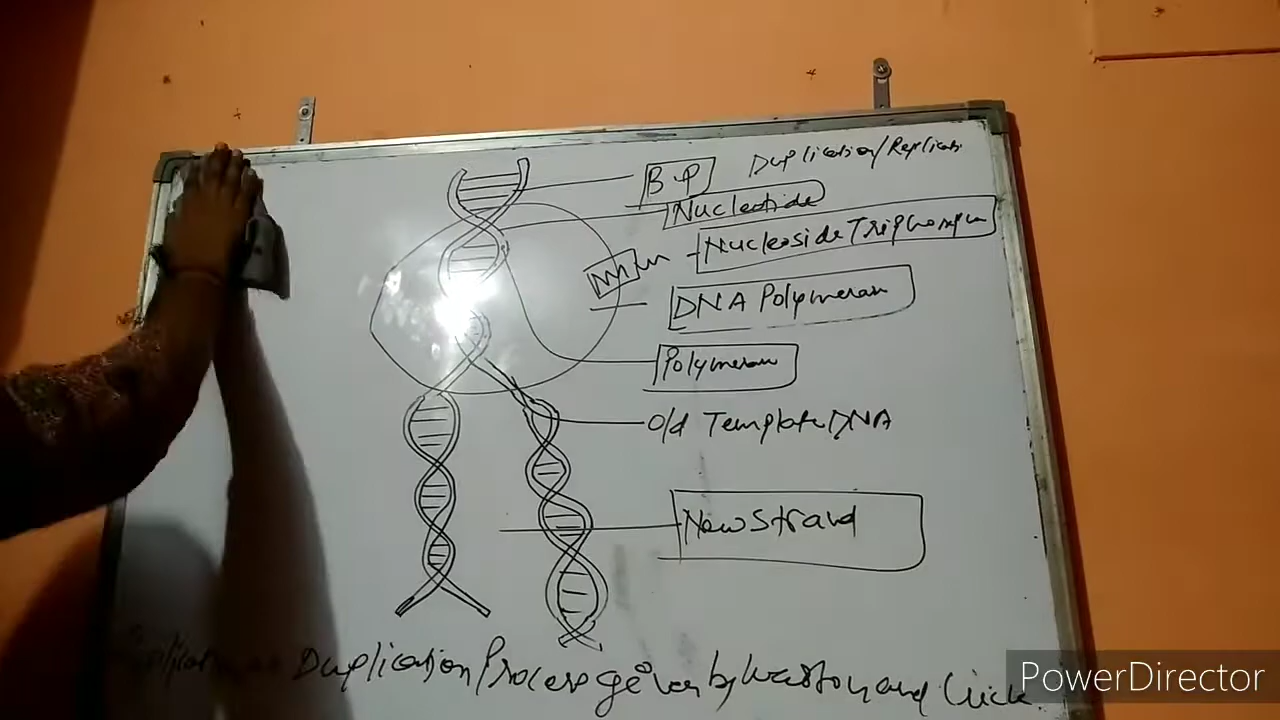 B.P Duplication/Replicati
Nucleotide
Nucleoside Triphosph
DNA Polymeras
Polymeras
Old Template DNA
New Strand
Duplication Process given by Watson and Crick.
PowerDirector